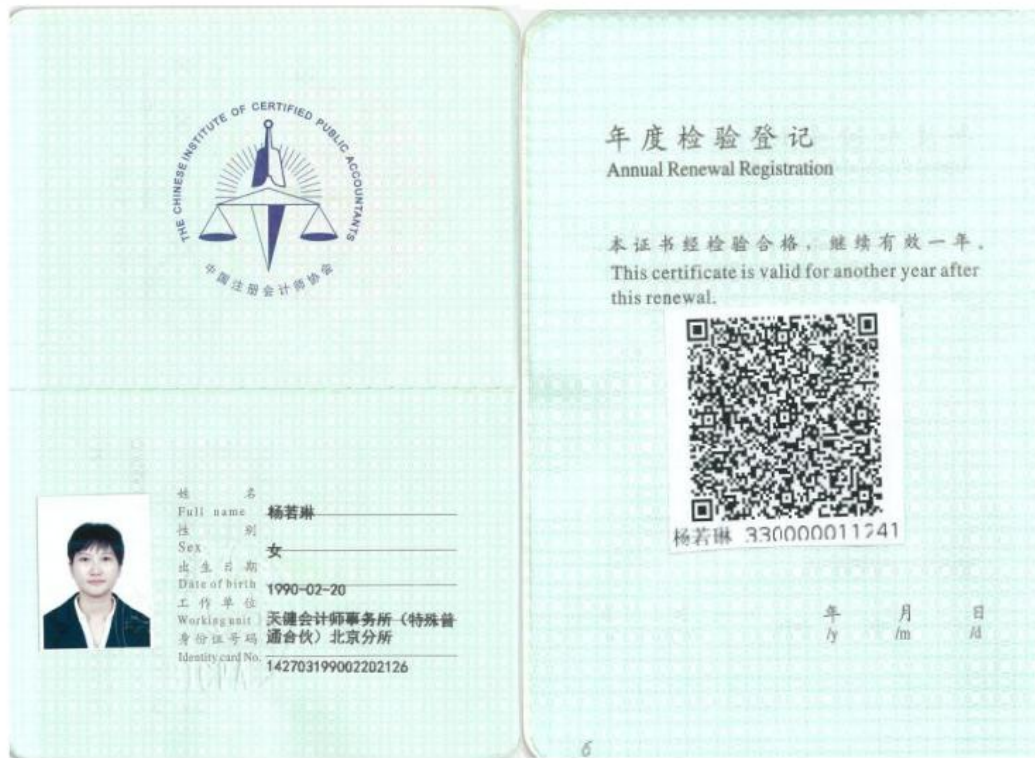 THE CHINESE INSTITUTE OF CERTIFIED PUBLIC ACCOUNTANTS
中国注册会计师协会
姓 名
Full name 杨若琳
性 别
Sex 女
出生日期
Date of birth 1990-02-20
工作单位
Working unit 天健会计师事务所（特殊普
通合伙）北京分所
身份证号码
Identity card No. 142703199002202126
年度检验登记
Annual Renewal Registration
本证书经检验合格，继续有效一年。
This certificate is valid for another year after
this renewal.
杨若琳 330000011241
年 月 日
/y /m /d
6